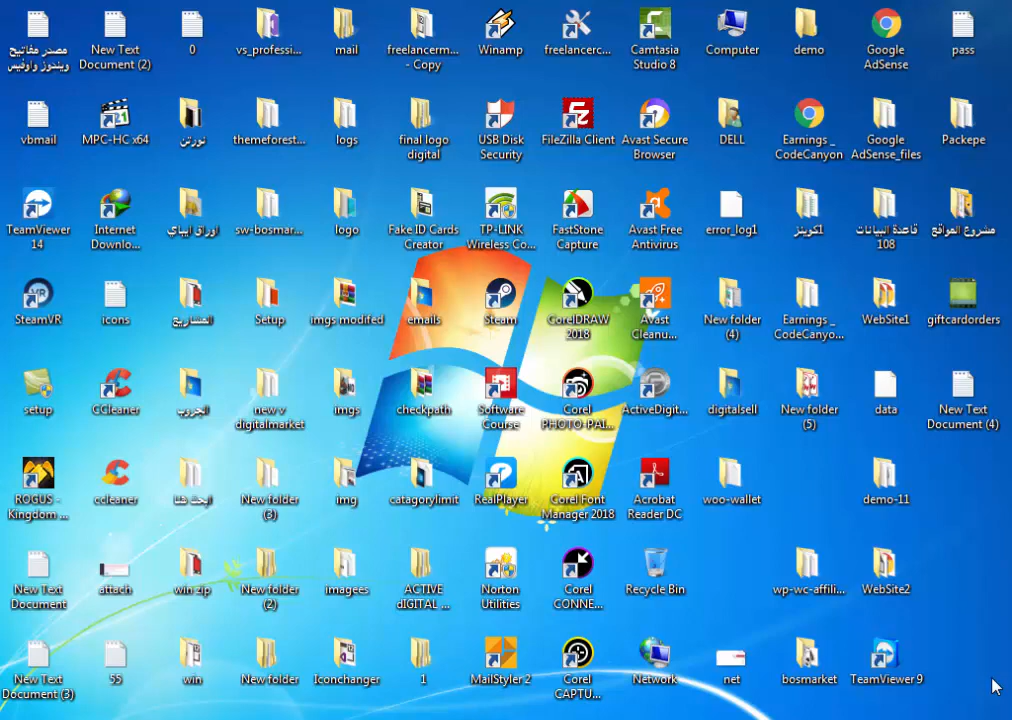 مصدر مفاتيح
ويندوز واوفيس
New Text
Document (2)
0
vs_professi...
mail
freelancerm...
- Copy
Winamp
freelancerc...
Camtasia
Studio 8
Computer
demo
Google
AdSense
pass
vbmail
MPC-HC x64
نورتن
themeforest...
logs
final logo
digital
USB Disk
Security
FileZilla Client
Avast Secure
Browser
DELL
Earnings _
CodeCanyon
Google
AdSense_files
Packepe
TeamViewer
14
Internet
Downlo...
اوراق ايباي
sw-bosmar...
logo
Fake ID Cards
Creator
TP-LINK
Wireless Co...
FastStone
Capture
Avast Free
Antivirus
error_log1
1كوينز
قاعدة البيانات
108
مشروع المواقع
SteamVR
icons
المشاريع
Setup
imgs modifed
emails
Steam
CorelDRAW
2018
Avast
Cleanu...
New folder
(4)
Earnings _
CodeCanyo...
WebSite1
giftcardorders
setup
CCleaner
الجروب
new v
digitalmarket
imgs
checkpath
Software
Course
Corel
PHOTO-PAI...
ActiveDigit...
digitalsell
New folder
(5)
data
New Text
Document (4)
ROGUS -
Kingdom ...
ccleaner
ابحث هنا
New folder
(3)
img
catagorylimit
RealPlayer
Corel Font
Manager 2018
Acrobat
Reader DC
woo-wallet
demo-11
New Text
Document
attach
win zip
New folder
(2)
imagees
ACTIVE
dIGITAL ...
Norton
Utilities
Corel
CONNE...
Recycle Bin
wp-wc-affili...
WebSite2
New Text
Document (3)
55
win
New folder
Iconchanger
1
MailStyler 2
Corel
CAPTU...
Network
net
bosmarket
TeamViewer 9